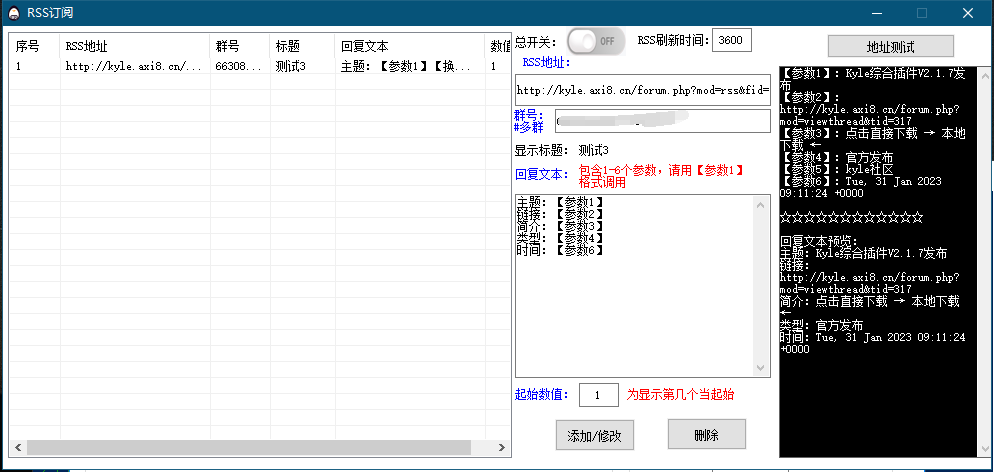 RSS订阅
序号 RSS地址 群号 标题 回复文本 数值
1 http://kyle.axi8.cn/... 66308... 测试3 主题：【参数1】【换... 1
总开关： OFF RSS刷新时间： 3600
RSS地址：
http://kyle.axi8.cn/forum.php?mod=rss&fid=
群号：
#多群
显示标题： 测试3
回复文本： 包含1-6个参数，请用【参数1】
格式调用
主题：【参数1】
链接：【参数2】
简介：【参数3】
类型：【参数4】
时间：【参数6】
起始数值： 1 为显示第几个当起始
添加/修改 删除
地址测试
【参数1】：Kyle综合插件V2.1.7发
布
【参数2】：
http://kyle.axi8.cn/forum.php?
mod=viewthread&tid=317
【参数3】：点击直接下载 → 本地
下载 ←
【参数4】：官方发布
【参数5】：kyle社区
【参数6】：Tue, 31 Jan 2023
09:11:24 +0000
☆☆☆☆☆☆☆☆☆☆☆☆
回复文本预览：
主题：Kyle综合插件V2.1.7发布
链接：
http://kyle.axi8.cn/forum.php?
mod=viewthread&tid=317
简介：点击直接下载 → 本地下载
←
类型：官方发布
时间：Tue, 31 Jan 2023 09:11:24
+0000